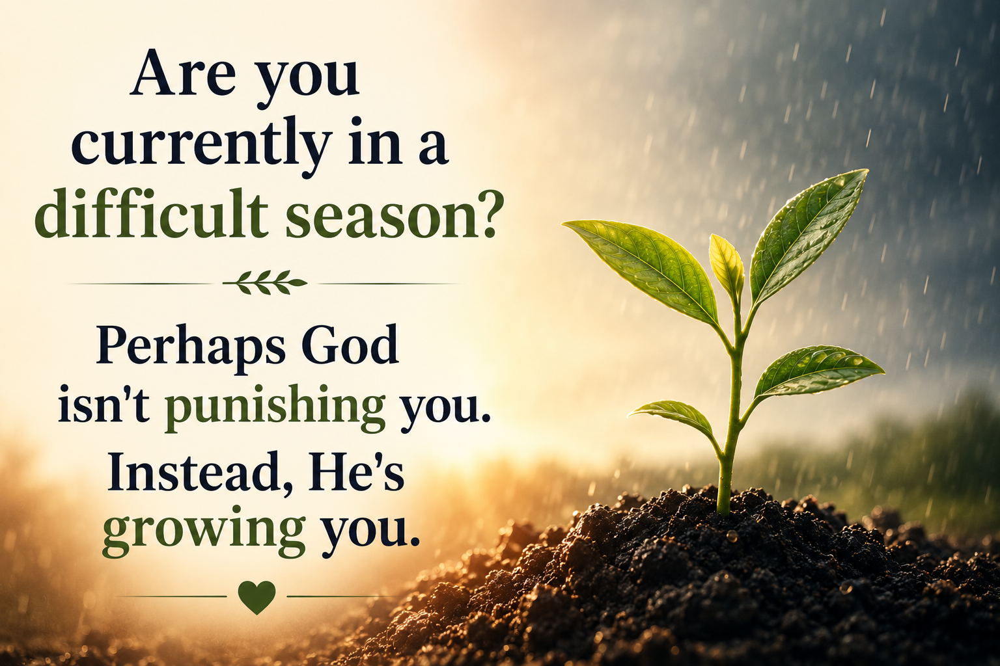 Are you
currently in a
difficult season?
Perhaps God
isn't punishing you.
Instead, He's
growing you.